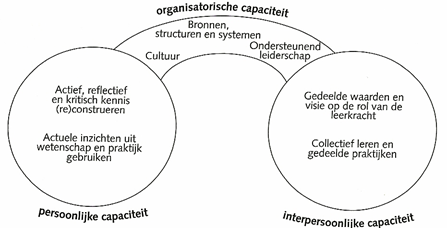 organisatorische capaciteit
Bronnen,
structuren en systemen
Cultuur
Ondersteunend
leiderschap
Actief, reflectief
en kritisch kennis
(re)construeren
Actuele inzichten uit
wetenschap en praktijk
gebruiken
Gedeelde waarden en
visie op de rol van de
leerkracht
Collectief leren en
gedeelde praktijken
persoonlijke capaciteit
interpersoonlijke capaciteit